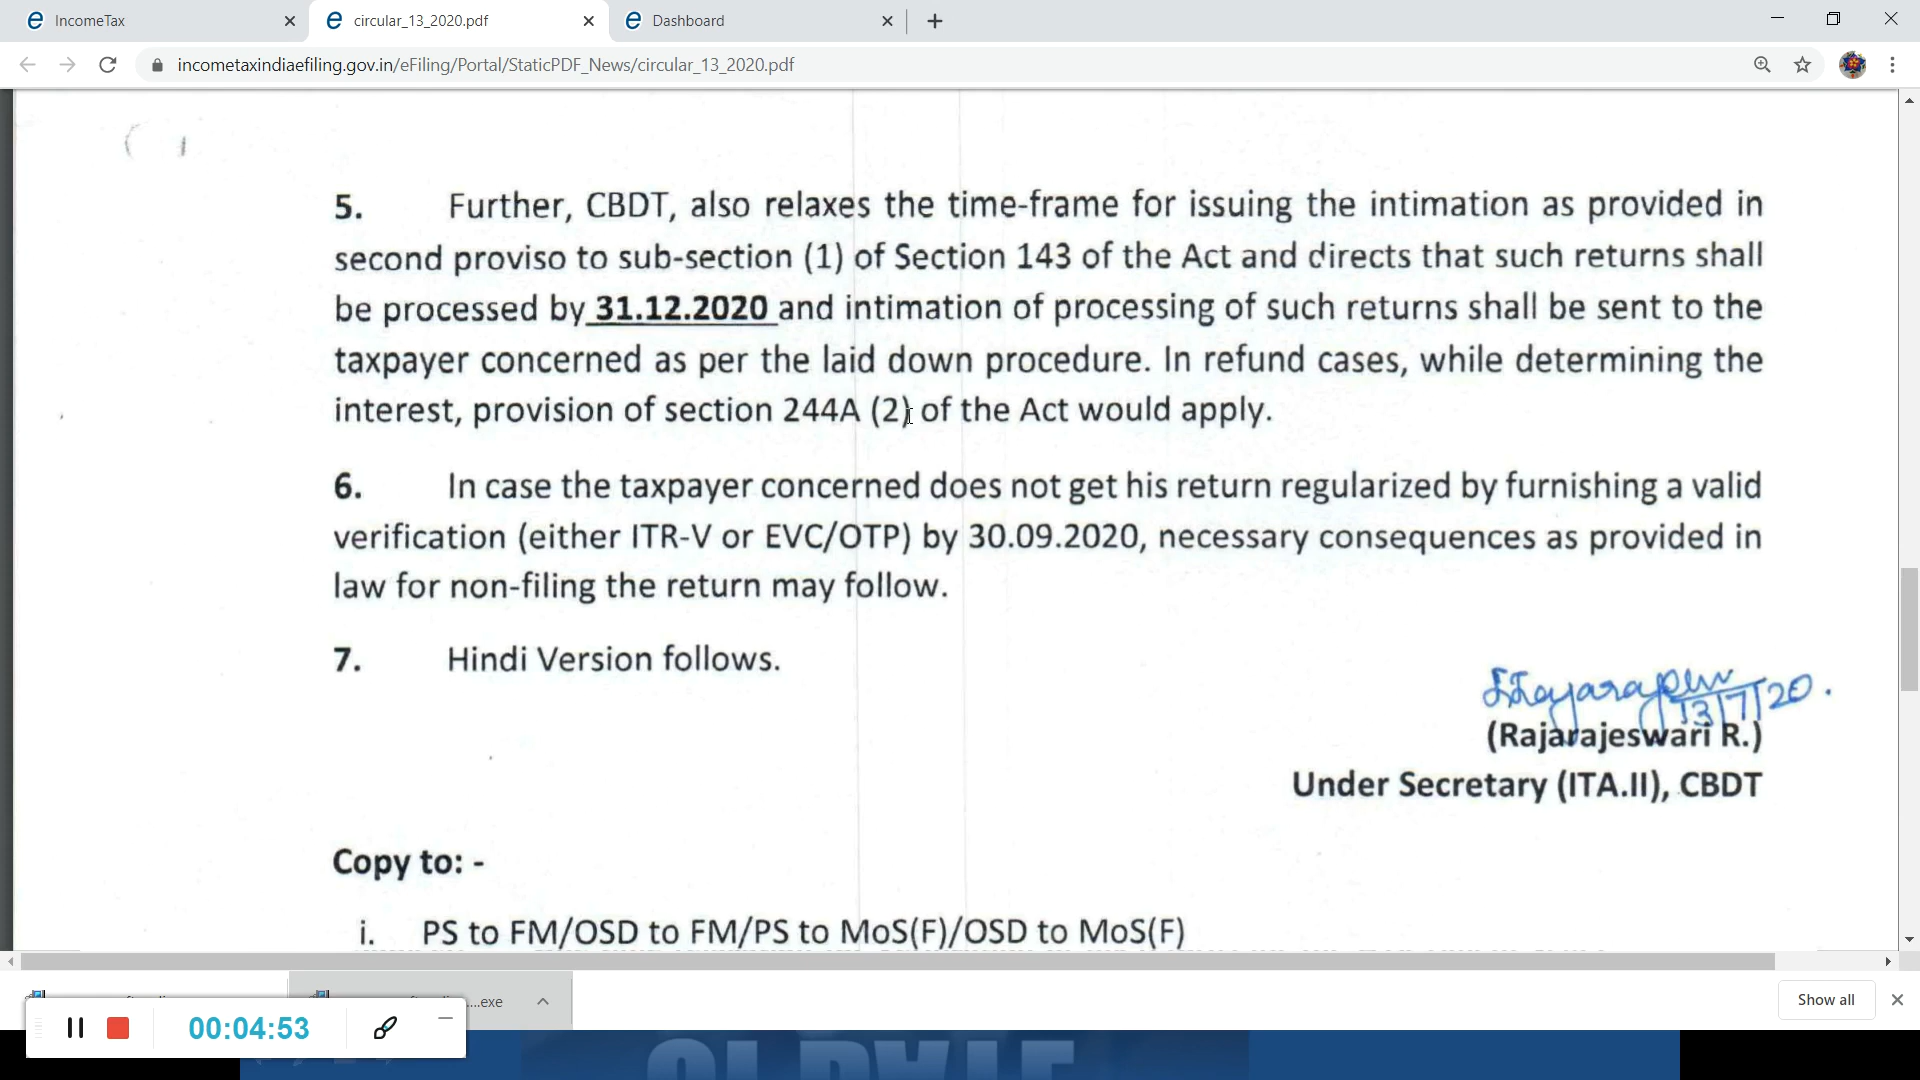 IncomeTax
circular_13_2020.pdf
Dashboard
incometaxindiaefiling.gov.in/eFiling/Portal/StaticPDF_News/circular_13_2020.pdf
5. Further, CBDT, also relaxes the time-frame for issuing the intimation as provided in
second proviso to sub-section (1) of Section 143 of the Act and directs that such returns shall
be processed by 31.12.2020 and intimation of processing of such returns shall be sent to the
taxpayer concerned as per the laid down procedure. In refund cases, while determining the
interest, provision of section 244A (2) of the Act would apply.
6. In case the taxpayer concerned does not get his return regularized by furnishing a valid
verification (either ITR-V or EVC/OTP) by 30.09.2020, necessary consequences as provided in
law for non-filing the return may follow.
7. Hindi Version follows.
13/7/20.
(Rajarajeswari R.)
Under Secretary (ITA.II), CBDT
Copy to: -
i. PS to FM/OSD to FM/PS to MoS(F)/OSD to MoS(F)
....exe
Show all
00:04:53